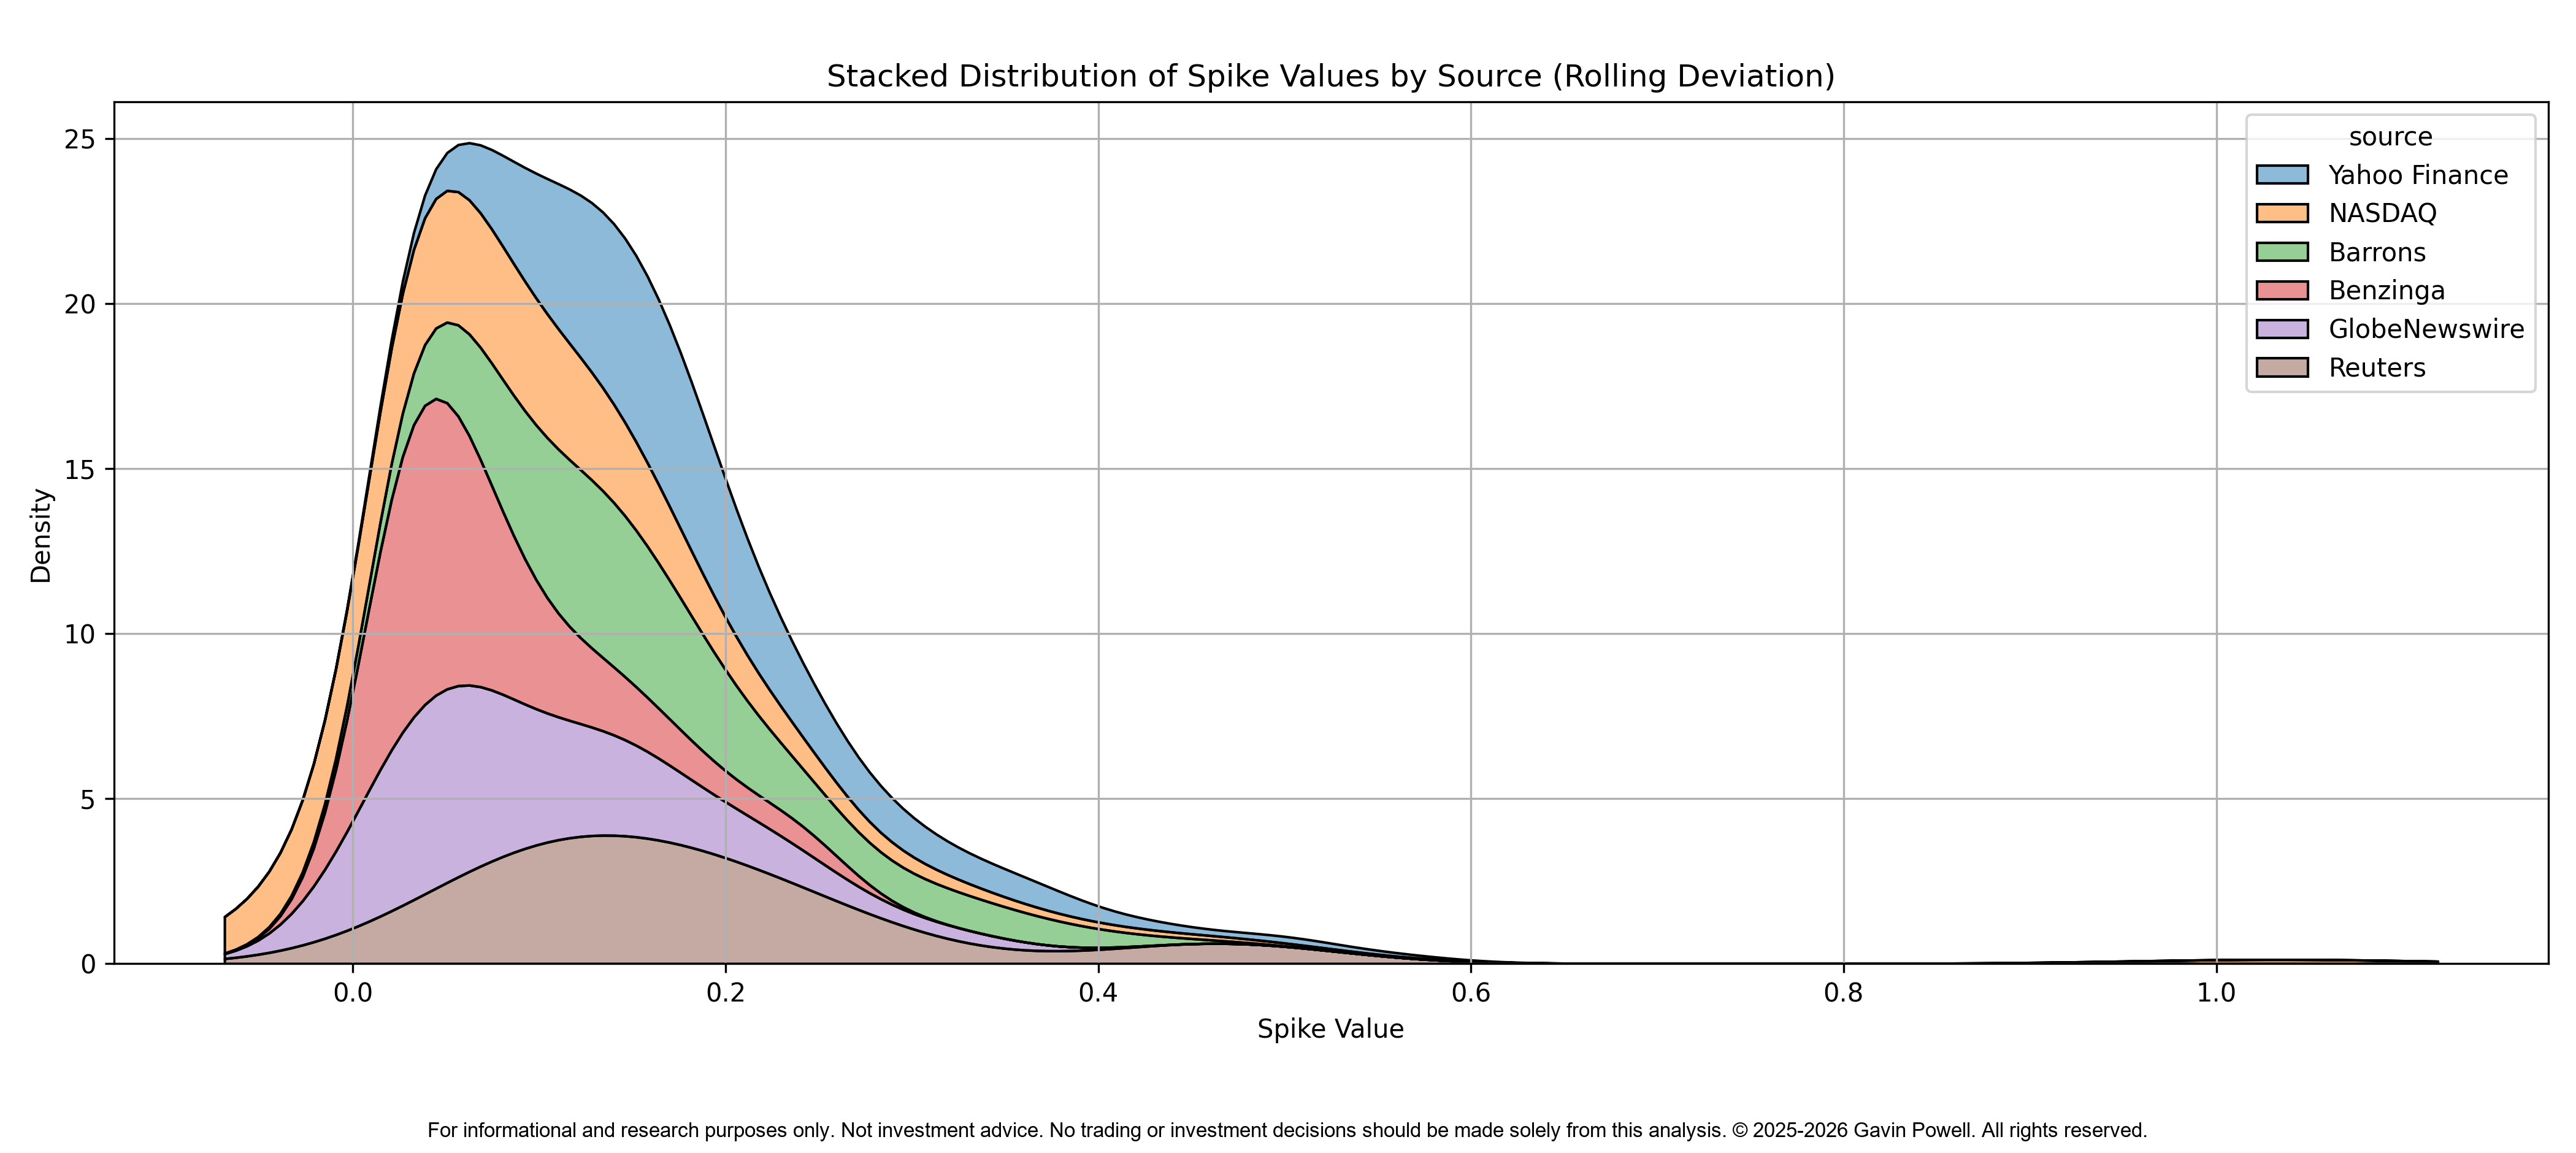 Stacked Distribution of Spike Values by Source (Rolling Deviation)
source
Yahoo Finance
NASDAQ
Barrons
Benzinga
GlobeNewswire
Reuters
Density
25
20
15
10
5
0
0.0 0.2 0.4 0.6 0.8 1.0
Spike Value
For informational and research purposes only. Not investment advice. No trading or investment decisions should be made solely from this analysis. © 2025-2026 Gavin Powell. All rights reserved.